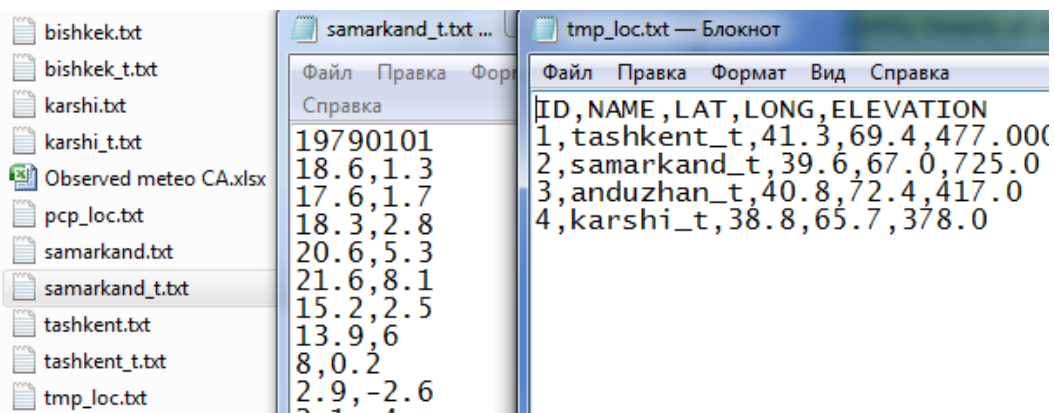 bishkek.txt
bishkek_t.txt
karshi.txt
karshi_t.txt
Observed meteo CA.xlsx
pcp_loc.txt
samarkand.txt
samarkand_t.txt
tashkent.txt
tashkent_t.txt
tmp_loc.txt
samarkand_t.txt ...
Файл Правка Фор
Справка
19790101
18.6,1.3
17.6,1.7
18.3,2.8
20.6,5.3
21.6,8.1
15.2,2.5
13.9,6
8,0.2
2.9,-2.6
tmp_loc.txt — Блокнот
Файл Правка Формат Вид Справка
ID,NAME,LAT,LONG,ELEVATION
1,tashkent_t,41.3,69.4,477.000
2,samarkand_t,39.6,67.0,725.0
3,anduzhan_t,40.8,72.4,417.0
4,karshi_t,38.8,65.7,378.0